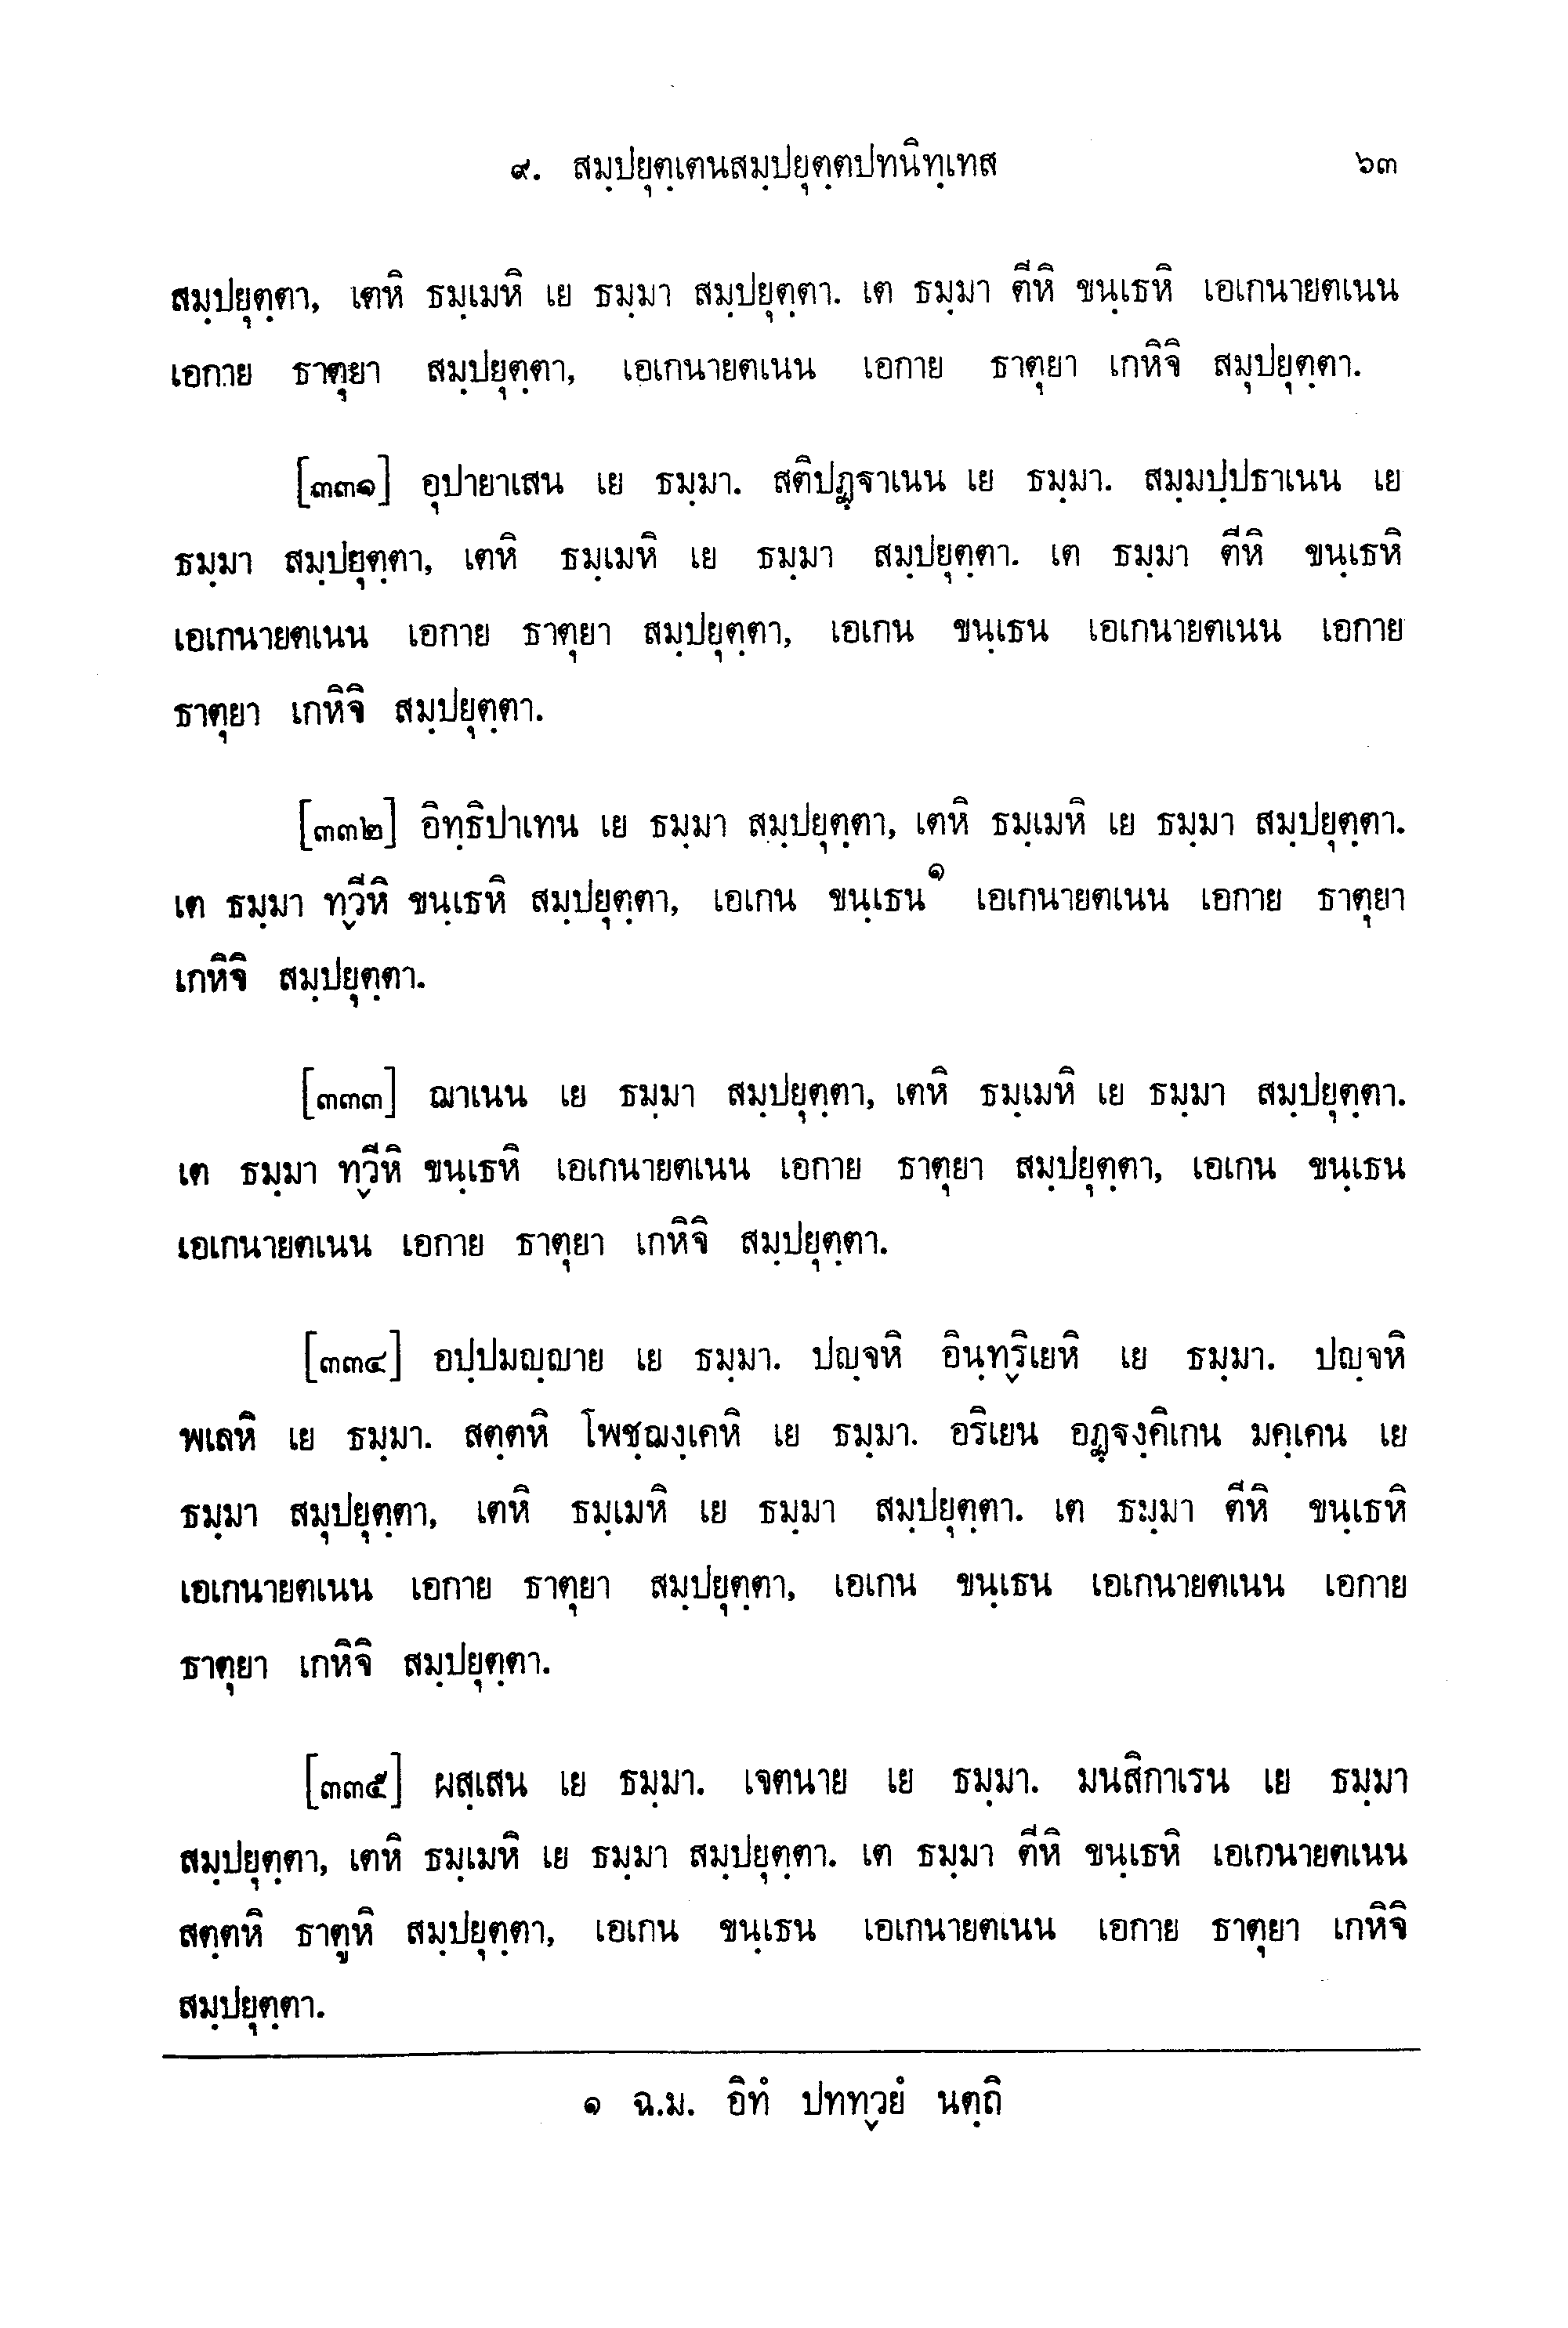 ๙. สมฺปยุตฺเตนสมฺปยุตฺตปทนิทฺเทส ๖๓
สมฺปยุตฺตา, เตหิ ธมฺเมหิ เย ธมฺมา สมฺปยุตฺตา. เต ธมฺมา ตีหิ ขนฺเธหิ เอเกนายตเนน
เอกาย ธาตุยา สมฺปยุตฺตา, เอเกนายตเนน เอกาย ธาตุยา เกหิจิ สมุปยุตฺตา.
[๓๓๑] อุปายาเสน เย ธมฺมา. สติปฏฺฐาเนน เย ธมฺมา. สมฺมปฺปธาเนน เย
ธมฺมา สมฺปยุตฺตา, เตหิ ธมฺเมหิ เย ธมฺมา สมฺปยุตฺตา. เต ธมฺมา ตีหิ ขนฺเธหิ
เอเกนายตเนน เอกาย ธาตุยา สมฺปยุตฺตา, เอเกน ขนฺเธน เอเกนายตเนน เอกาย
ธาตุยา เกหิจิ สมฺปยุตฺตา.
[๓๓๒] อิทฺธิปาเทน เย ธมฺมา สมฺปยุตฺตา, เตหิ ธมฺเมหิ เย ธมฺมา สมฺปยุตฺตา.
เต ธมฺมา ทฺวีหิ ขนฺเธหิ สมฺปยุตฺตา, เอเกน ขนฺเธน๑ เอเกนายตเนน เอกาย ธาตุยา
เกหิจิ สมฺปยุตฺตา.
[๓๓๓] ฌาเนน เย ธมฺมา สมฺปยุตฺตา, เตหิ ธมฺเมหิ เย ธมฺมา สมฺปยุตฺตา.
เต ธมฺมา ทฺวีหิ ขนฺเธหิ เอเกนายตเนน เอกาย ธาตุยา สมฺปยุตฺตา, เอเกน ขนฺเธน
เอเกนายตเนน เอกาย ธาตุยา เกหิจิ สมฺปยุตฺตา.
[๓๓๔] อปฺปมญฺญาย เย ธมฺมา. ปญฺจหิ อินฺทฺริเยหิ เย ธมฺมา. ปญฺจหิ
พเลหิ เย ธมฺมา. สตฺตหิ โพชฺฌงฺเคหิ เย ธมฺมา. อริเยน อฏฺฐงฺคิเกน มคฺเคน เย
ธมฺมา สมุปยุตฺตา, เตหิ ธมฺเมหิ เย ธมฺมา สมฺปยุตฺตา. เต ธมฺมา ตีหิ ขนฺเธหิ
เอเกนายตเนน เอกาย ธาตุยา สมฺปยุตฺตา, เอเกน ขนฺเธน เอเกนายตเนน เอกาย
ธาตุยา เกหิจิ สมฺปยุตฺตา.
[๓๓๕] ผสฺเสน เย ธมฺมา. เจตนาย เย ธมฺมา. มนสิกาเรน เย ธมฺมา
สมฺปยุตฺตา, เตหิ ธมฺเมหิ เย ธมฺมา สมฺปยุตฺตา. เต ธมฺมา ตีหิ ขนฺเธหิ เอเกนายตเนน
สตฺตหิ ธาตูหิ สมฺปยุตฺตา, เอเกน ขนฺเธน เอเกนายตเนน เอกาย ธาตุยา เกหิจิ
สมฺปยุตฺตา.
๑ ฉ.ม. อิทํ ปททฺวยํ นตฺถิ